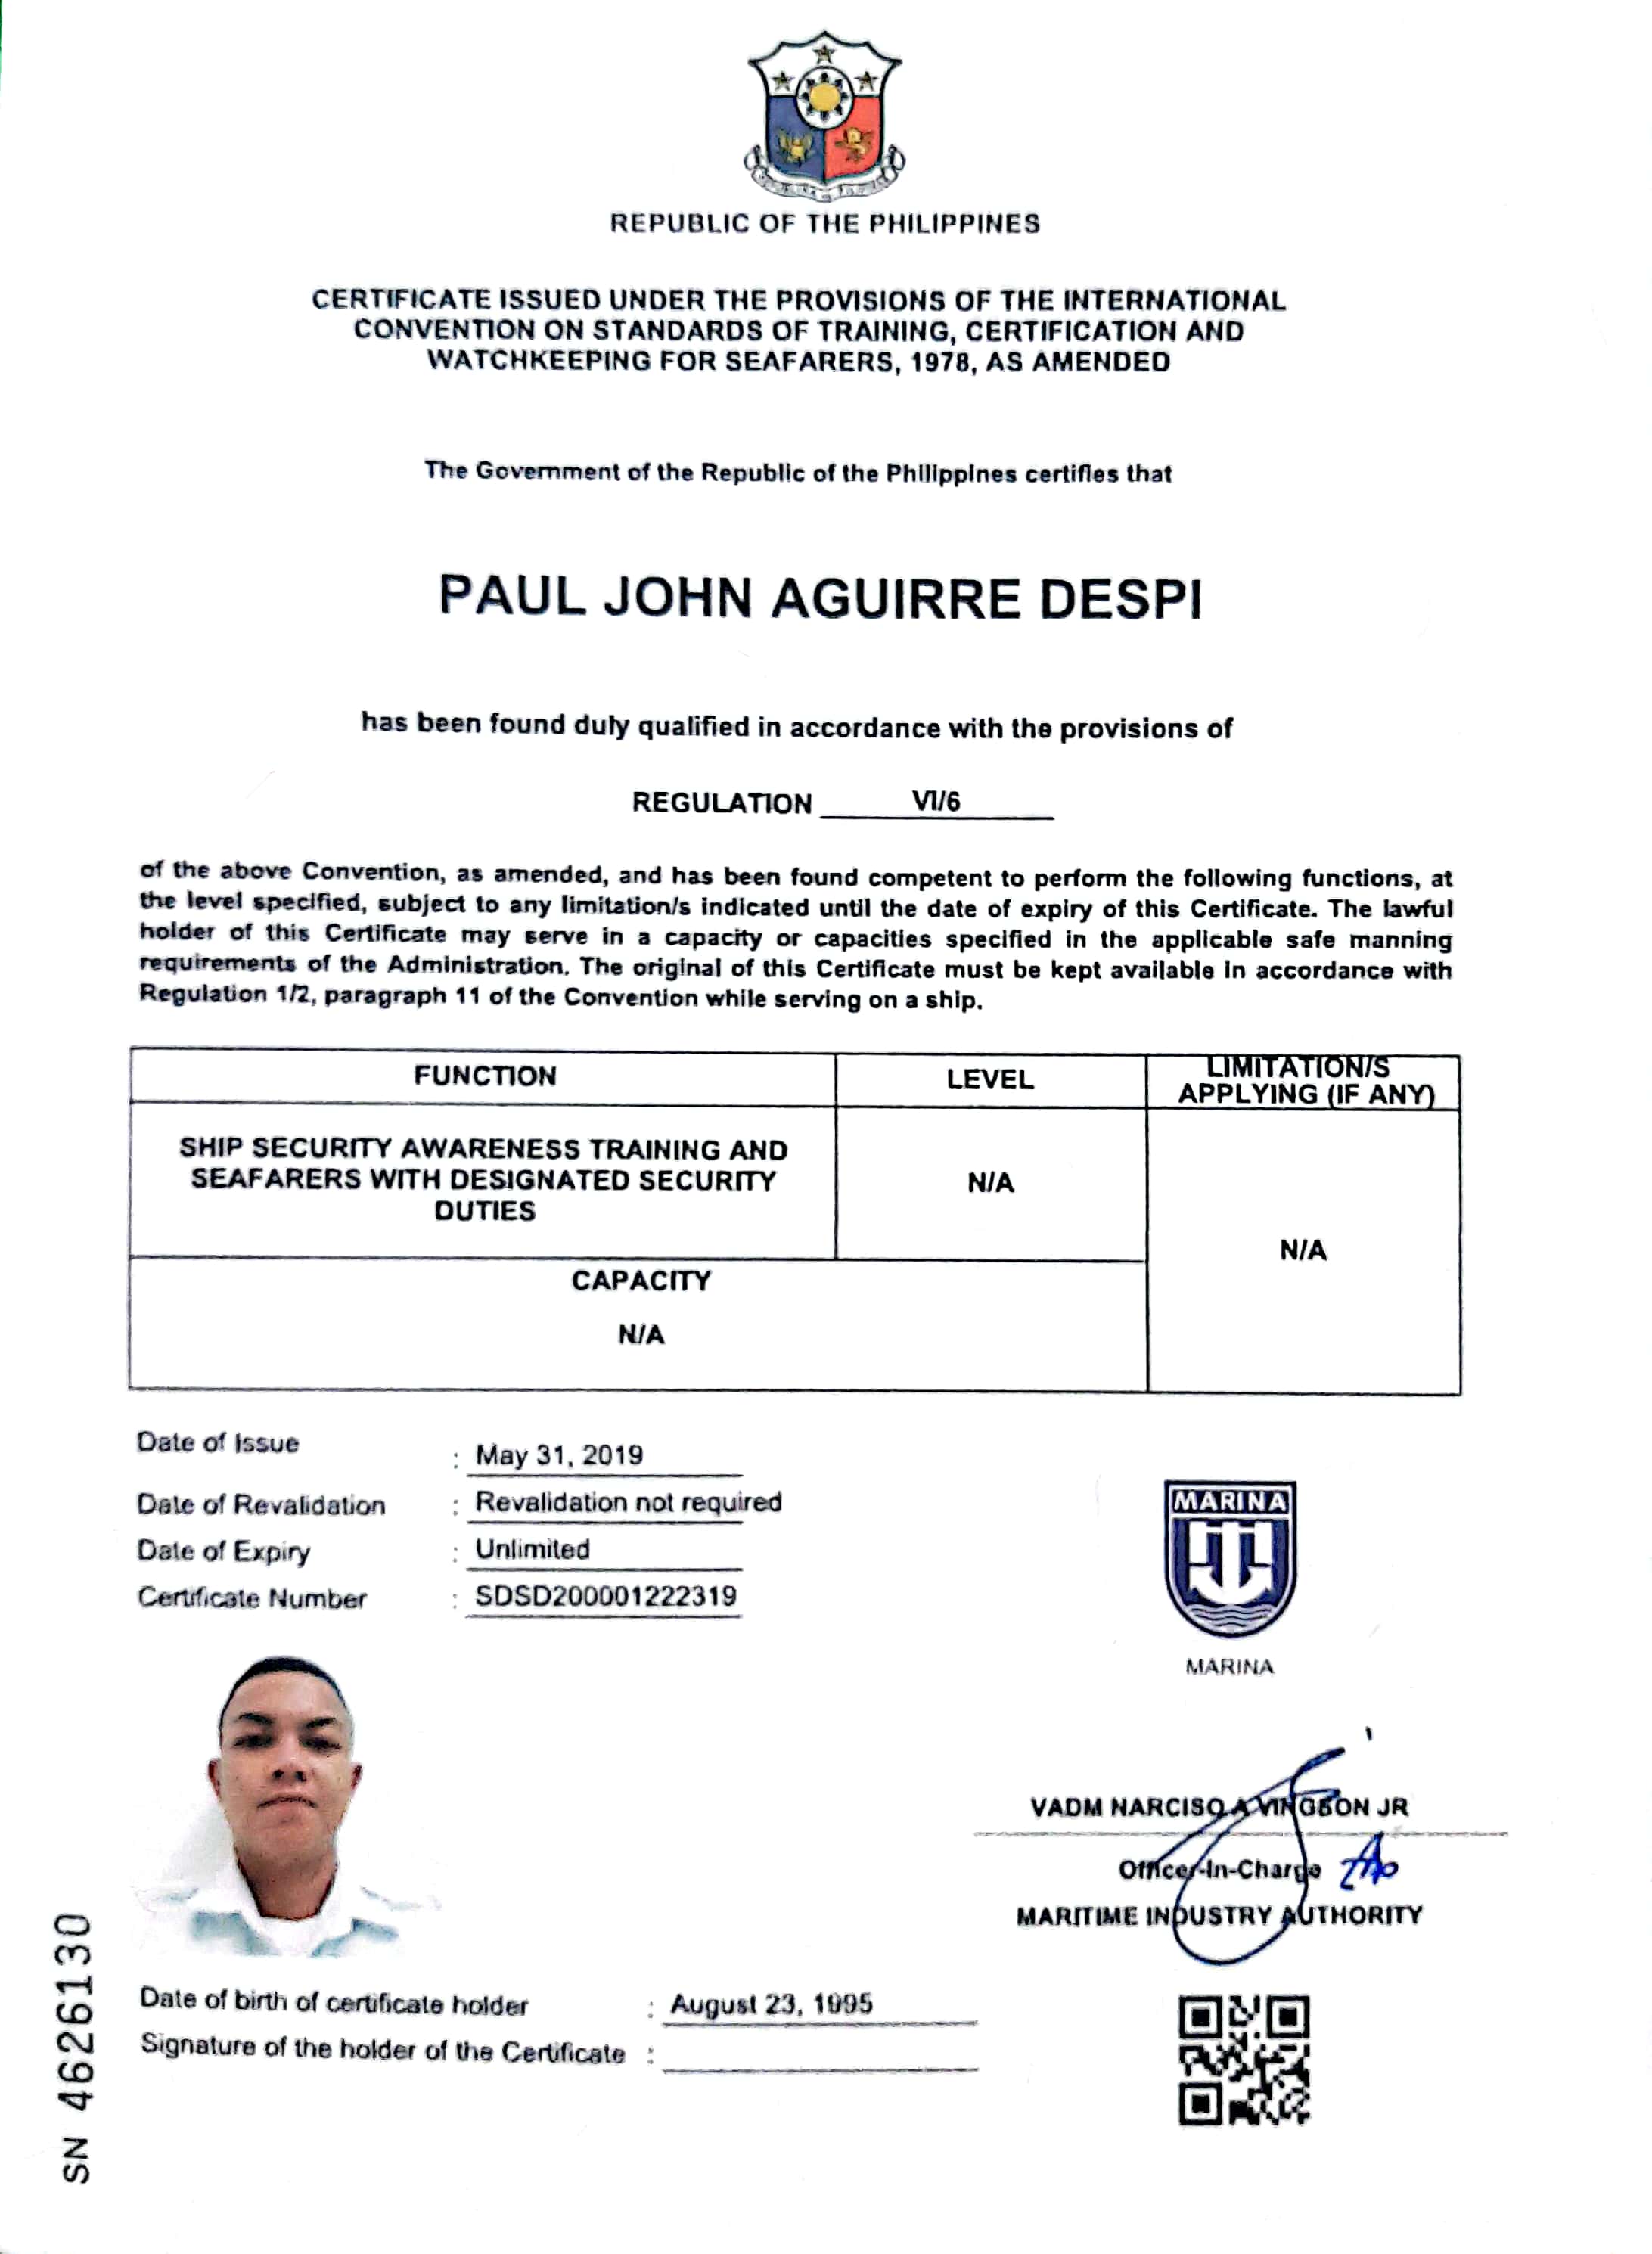 REPUBLIC OF THE PHILIPPINES
CERTIFICATE ISSUED UNDER THE PROVISIONS OF THE INTERNATIONAL
CONVENTION ON STANDARDS OF TRAINING, CERTIFICATION AND
WATCHKEEPING FOR SEAFARERS, 1978, AS AMENDED
The Government of the Republic of the Philippines certifies that
PAUL JOHN AGUIRRE DESPI
has been found duly qualified in accordance with the provisions of
REGULATION VI/6
of the above Convention, as amended, and has been found competent to perform the following functions, at
the level specified, subject to any limitation/s indicated until the date of expiry of this Certificate. The lawful
holder of this Certificate may serve in a capacity or capacities specified in the applicable safe manning
requirements of the Administration. The original of this Certificate must be kept available in accordance with
Regulation 1/2, paragraph 11 of the Convention while serving on a ship.
FUNCTION LEVEL LIMITATION/S
APPLYING (IF ANY)
SHIP SECURITY AWARENESS TRAINING AND
SEAFARERS WITH DESIGNATED SECURITY
DUTIES
N/A
N/A
CAPACITY
N/A
Date of Issue : May 31, 2019
Date of Revalidation : Revalidation not required
Date of Expiry : Unlimited
Certificate Number : SDSD200001222319
MARINA
MARINA
VADM NARCISO A VINGSON JR
Officer-In-Charge
MARITIME INDUSTRY AUTHORITY
Date of birth of certificate holder : August 23, 1995
Signature of the holder of the Certificate :
SN 4626130